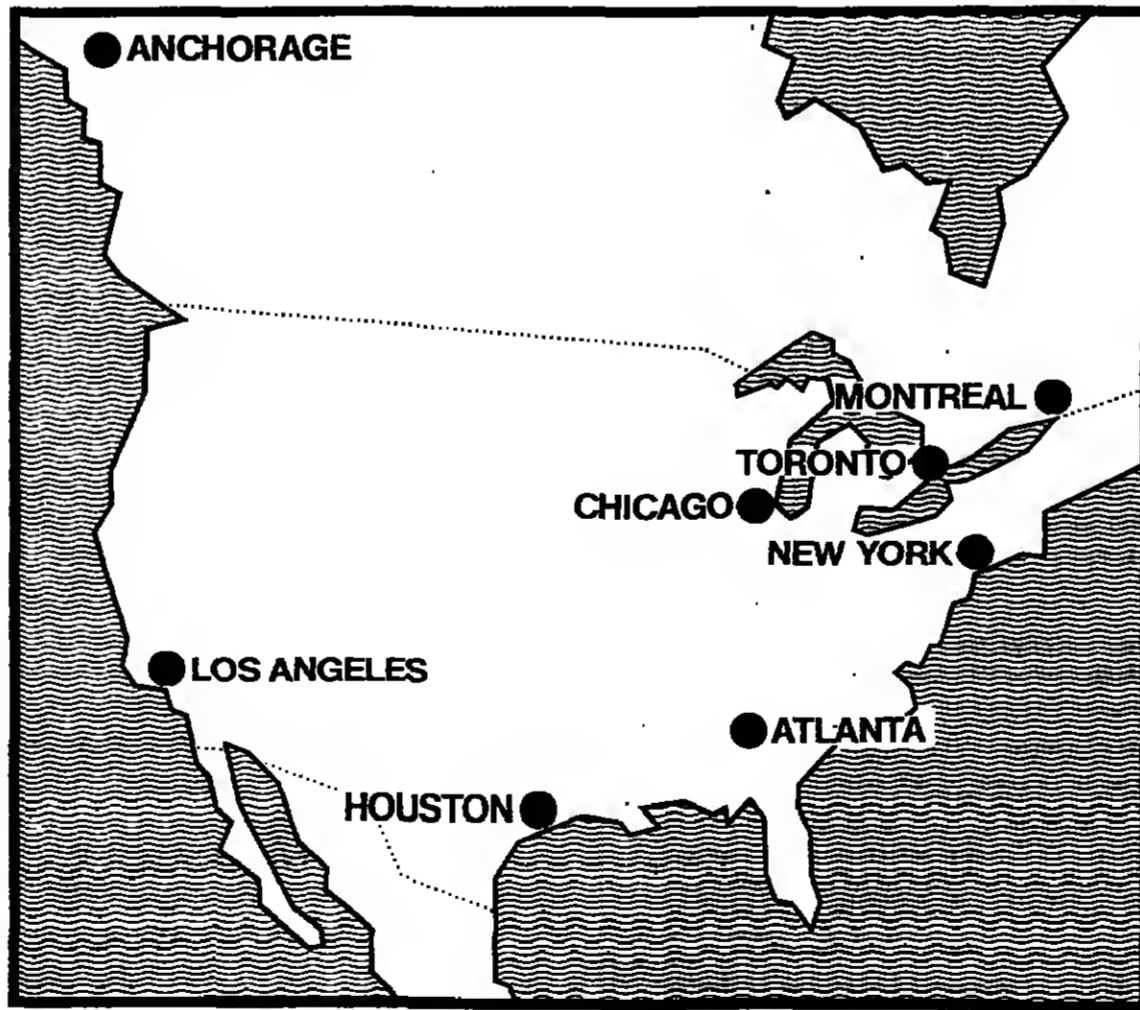 ANCHORAGE
MONTREAL
TORONTO
CHICAGO
NEW YORK
LOS ANGELES
ATLANTA
HOUSTON